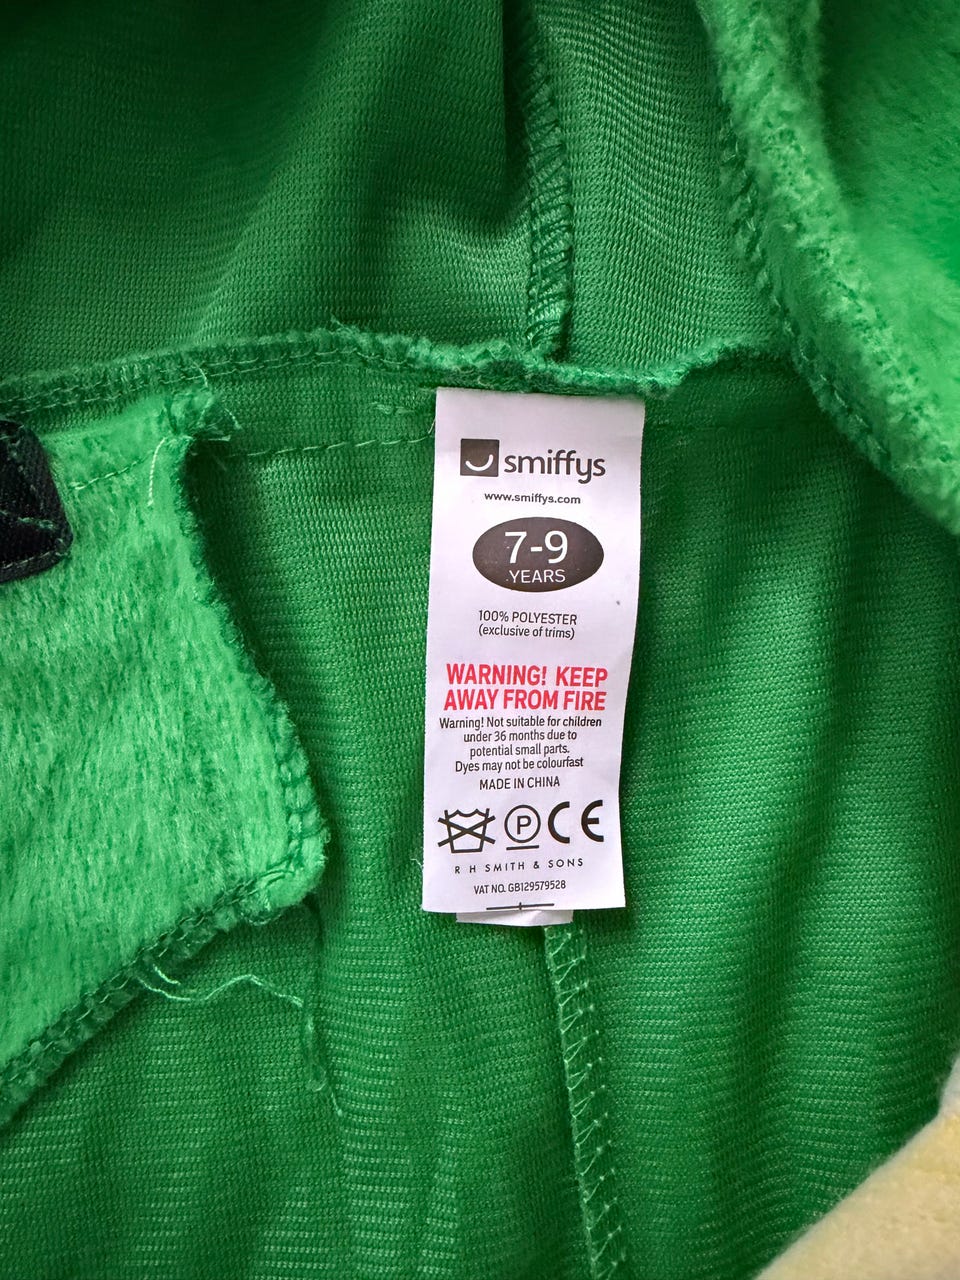 smiffys
www.smiffys.com
7-9
YEARS
100% POLYESTER
(exclusive of trims)
WARNING! KEEP
AWAY FROM FIRE
Warning! Not suitable for children
under 36 months due to
potential small parts.
Dyes may not be colourfast
MADE IN CHINA
P CE
R H SMITH & SONS
VAT NO. GB129579528